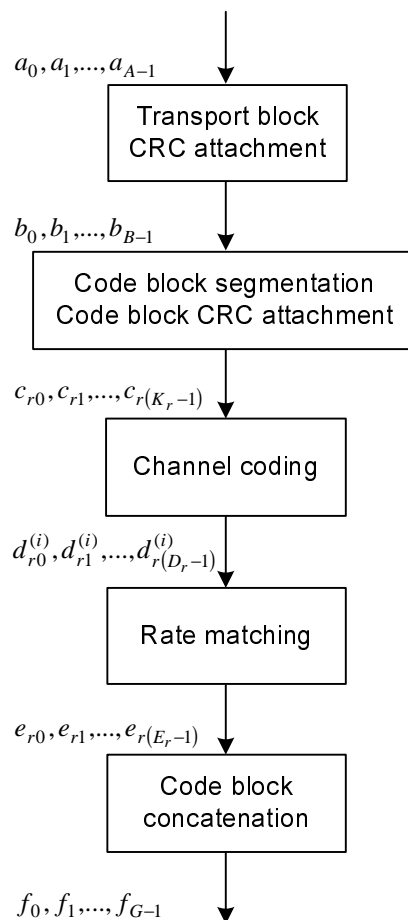 a_0, a_1,..., a_{A−1}
Transport block
CRC attachment
b_0, b_1,..., b_{B−1}
Code block segmentation
Code block CRC attachment
c_{r0}, c_{r1},..., c_{r(K_r−1)}
Channel coding
d_{r0}^{(i)}, d_{r1}^{(i)},..., d_{r(D_r−1)}^{(i)}
Rate matching
e_{r0}, e_{r1},..., e_{r(E_r−1)}
Code block
concatenation
f_0, f_1,..., f_{G−1}